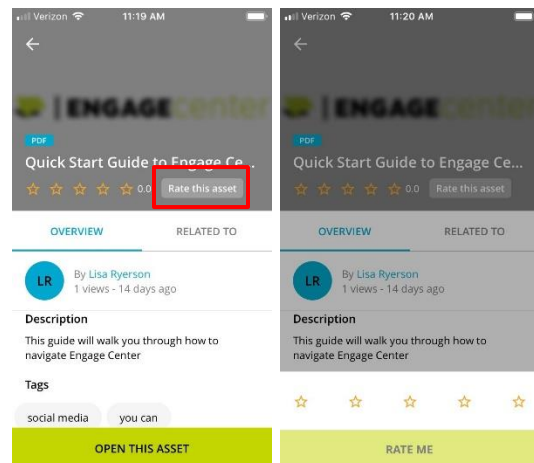 Verizon 11:19 AM
ENGAGEcenter
PDF
Quick Start Guide to Engage Ce...
0.0 Rate this asset
OVERVIEW RELATED TO
LR
By Lisa Ryerson
1 views - 14 days ago
Description
This guide will walk you through how to
navigate Engage Center
Tags
social media you can
OPEN THIS ASSET
Verizon 11:20 AM
ENGAGEcenter
PDF
Quick Start Guide to Engage Ce...
0.0 Rate this asset
OVERVIEW RELATED TO
LR
By Lisa Ryerson
1 views - 14 days ago
Description
This guide will walk you through how to
navigate Engage Center
RATE ME